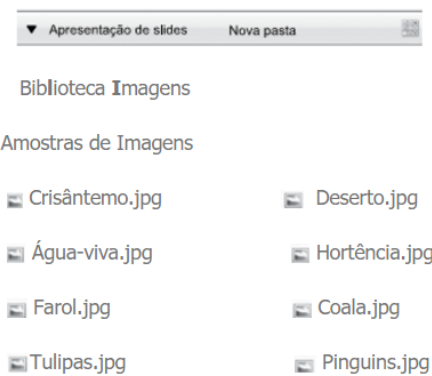 Apresentação de slides Nova pasta
Biblioteca Imagens
Amostras de Imagens
Crisântemo.jpg Deserto.jpg
Água-viva.jpg Hortência.jpg
Farol.jpg Coala.jpg
Tulipas.jpg Pinguins.jpg